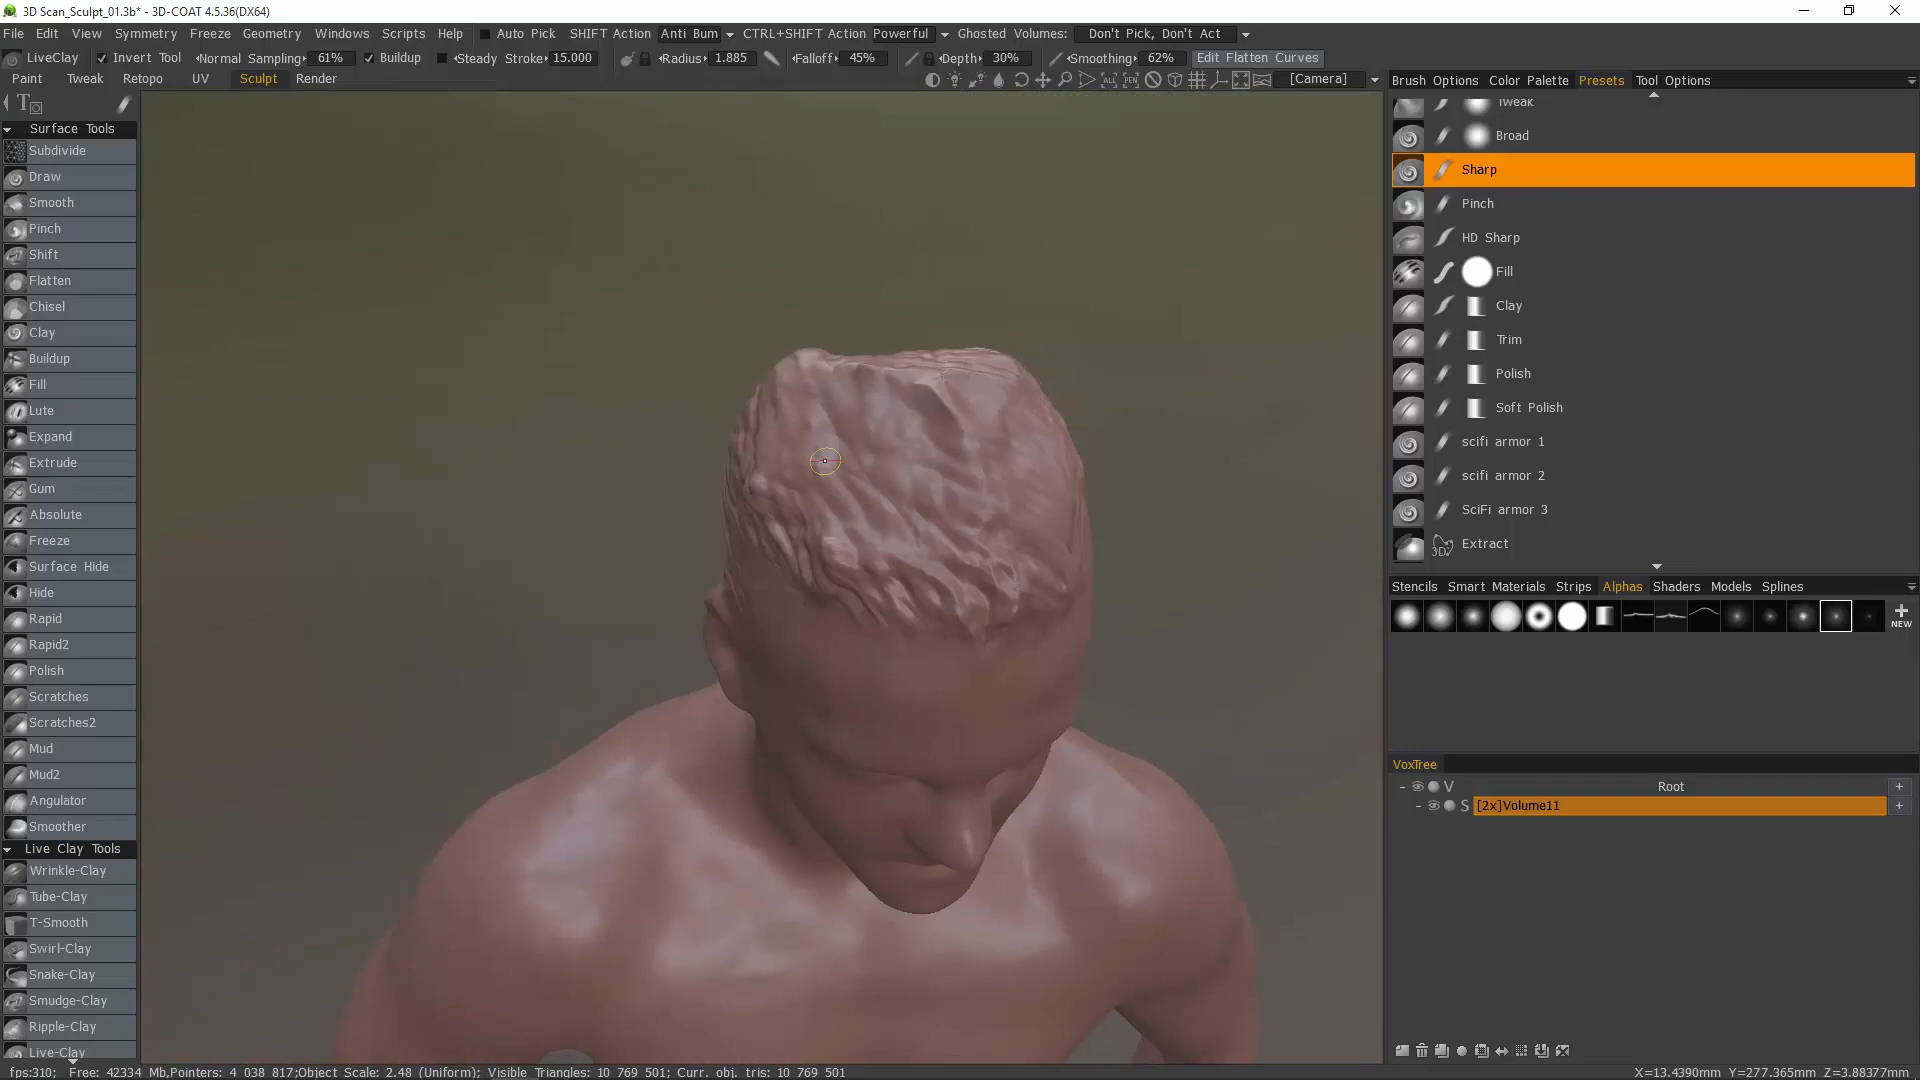 3D Scan_Sculpt_01.3b* - 3D-COAT 4.5.36(DX64)
File Edit View Symmetry Freeze Geometry Windows Scripts Help Auto Pick SHIFT Action Anti Bum CTRL+SHIFT Action Powerful Ghosted Volumes: Don't Pick, Don't Act
LiveClay Invert Tool Normal Sampling 61% Buildup Steady Stroke 15.000 Radius 1.885 Falloff 45% Depth 30% Smoothing 62% Edit Flatten Curves
Paint Tweak Retopo UV Sculpt Render [Camera]
Brush Options Color Palette Presets Tool Options
Surface Tools
Subdivide
Draw
Smooth
Pinch
Shift
Flatten
Chisel
Clay
Buildup
Fill
Lute
Expand
Extrude
Gum
Absolute
Freeze
Surface Hide
Hide
Rapid
Rapid2
Polish
Scratches
Scratches2
Mud
Mud2
Angulator
Smoother
Live Clay Tools
Wrinkle-Clay
Tube-Clay
T-Smooth
Swirl-Clay
Snake-Clay
Smudge-Clay
Ripple-Clay
Live-Clay
Tweak
Broad
Sharp
Pinch
HD Sharp
Fill
Clay
Trim
Polish
Soft Polish
scifi armor 1
scifi armor 2
SciFi armor 3
3D Extract
Stencils Smart Materials Strips Alphas Shaders Models Splines
NEW
VoxTree
V Root
S [2x]Volume11
fps:310; Free: 42334 Mb,Pointers: 4 038 817;Object Scale: 2.48 (Uniform); Visible Triangles: 10 769 501; Curr. obj. tris: 10 769 501
X=13.4390mm Y=277.365mm Z=3.88377mm